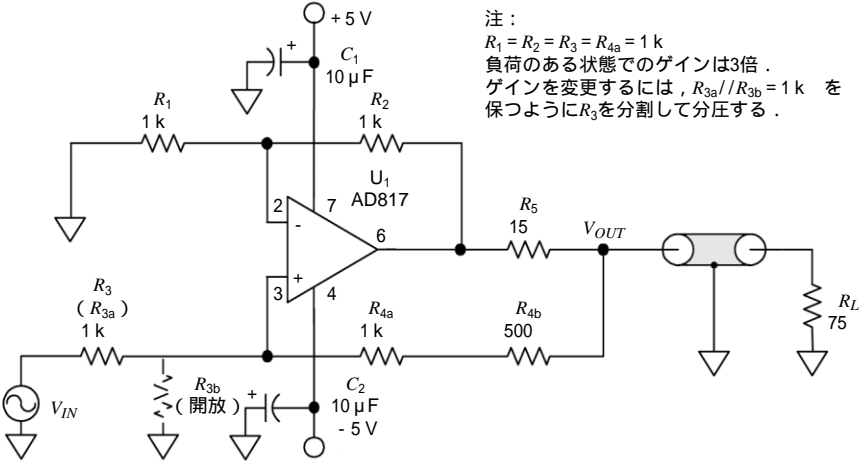 + 5 V
注：
R1 = R2 = R3 = R4a = 1 k
負荷のある状態でのゲインは3倍．
ゲインを変更するには，R3a//R3b = 1 k を
保つようにR3を分割して分圧する．
+
C1
10 µF
R1
1 k
R2
1 k
U1
AD817
2
7
-
6
+
3
4
R5
15
VOUT
RL
75
R3
（R3a）
1 k
R4a
1 k
R4b
500
VIN
R3b
（開放）
+
C2
10 µF
- 5 V